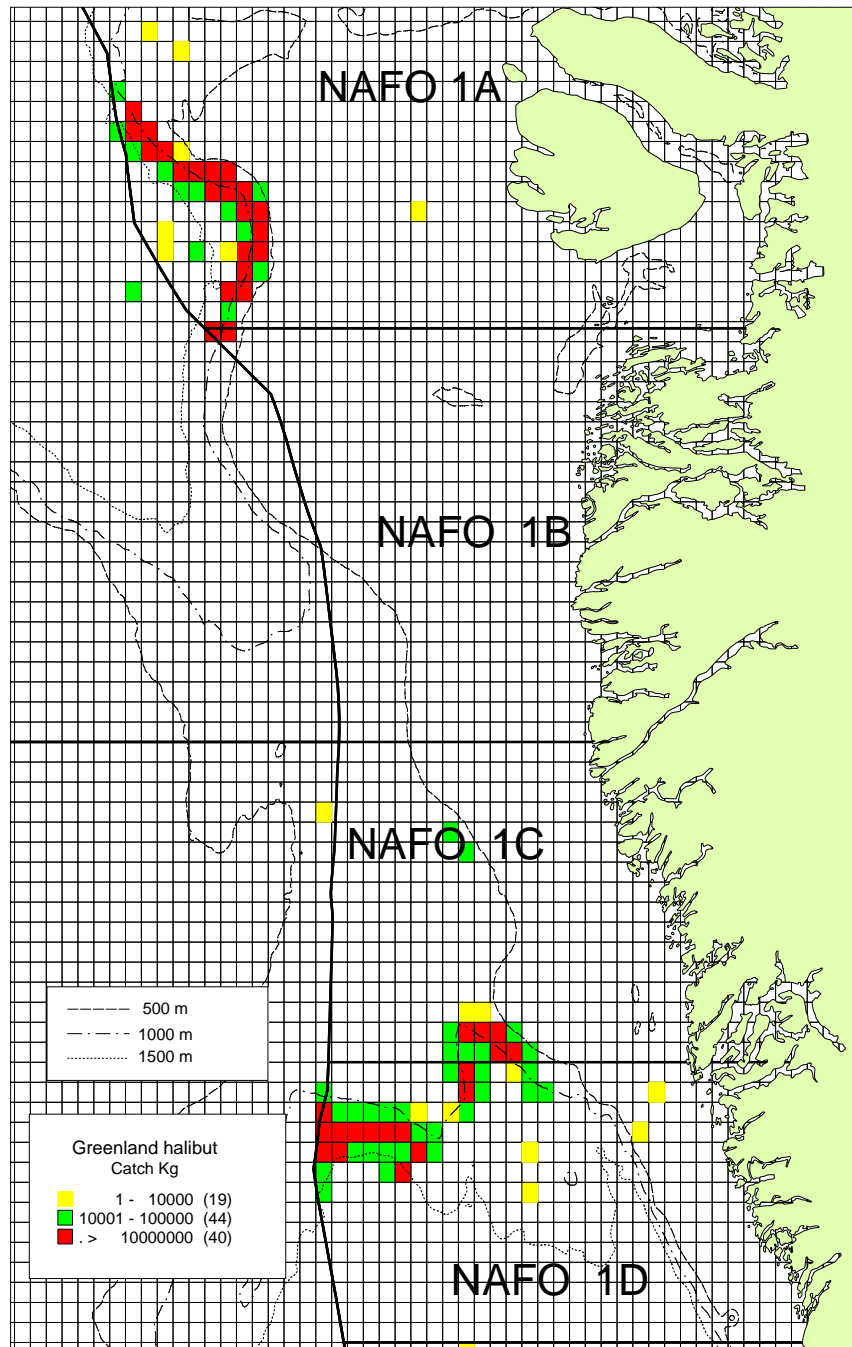 NAFO 1A
NAFO 1B
NAFO 1C
500 m
1000 m
1500 m
Greenland halibut
Catch Kg
1 - 10000 (19)
10001 - 100000 (44)
. > 10000000 (40)
NAFO 1D